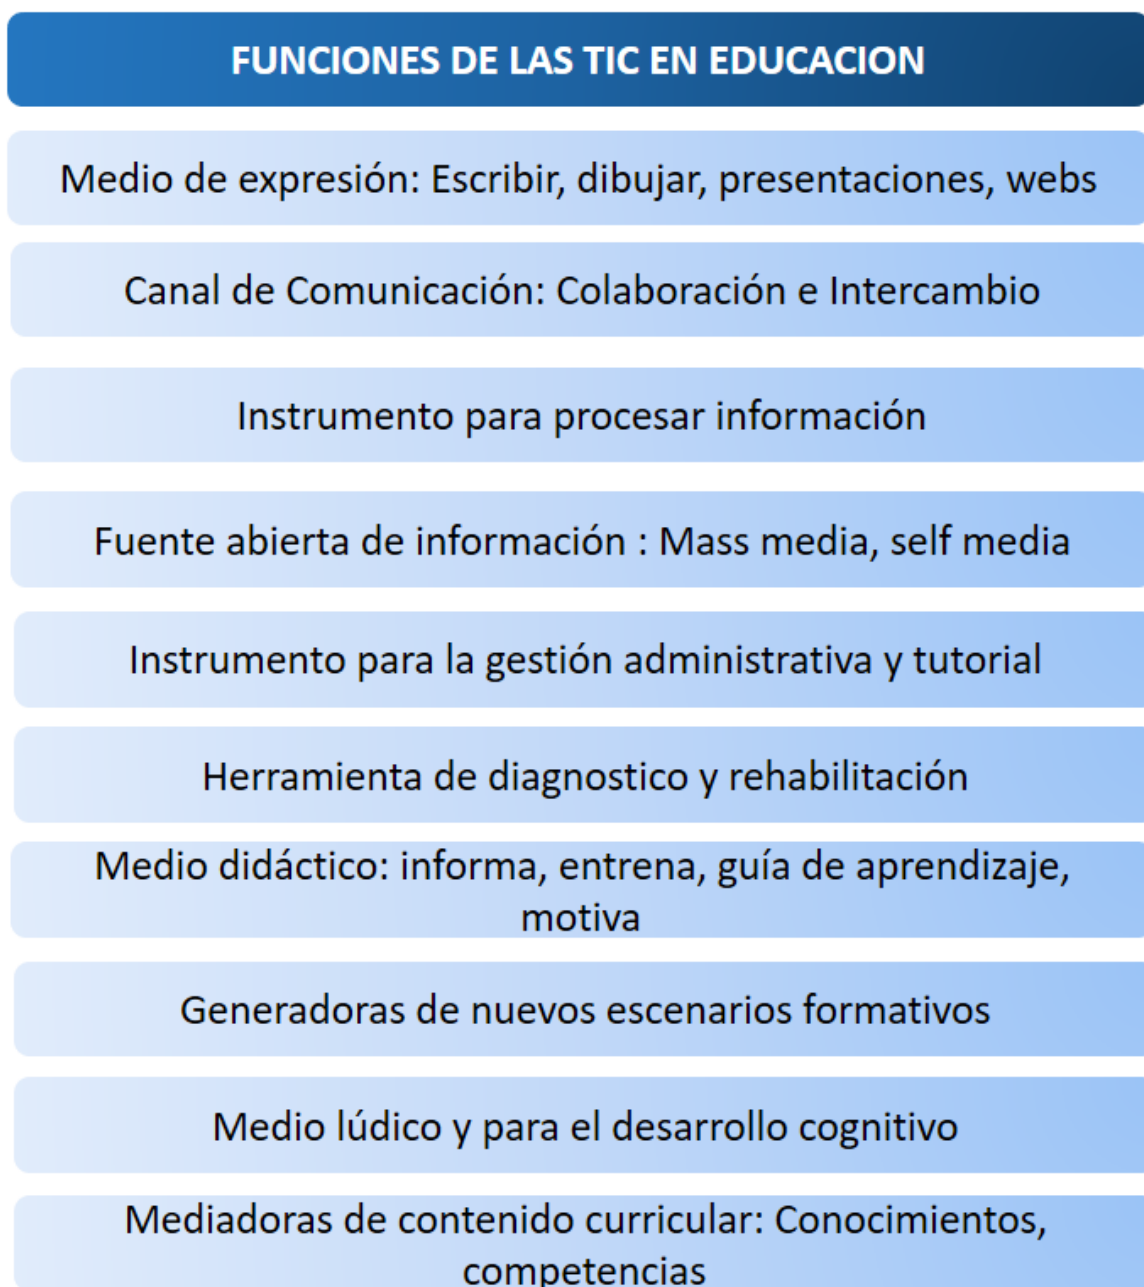 FUNCIONES DE LAS TIC EN EDUCACION
Medio de expresión: Escribir, dibujar, presentaciones, webs
Canal de Comunicación: Colaboración e Intercambio
Instrumento para procesar información
Fuente abierta de información : Mass media, self media
Instrumento para la gestión administrativa y tutorial
Herramienta de diagnostico y rehabilitación
Medio didáctico: informa, entrena, guía de aprendizaje,
motiva
Generadoras de nuevos escenarios formativos
Medio lúdico y para el desarrollo cognitivo
Mediadoras de contenido curricular: Conocimientos,
competencias